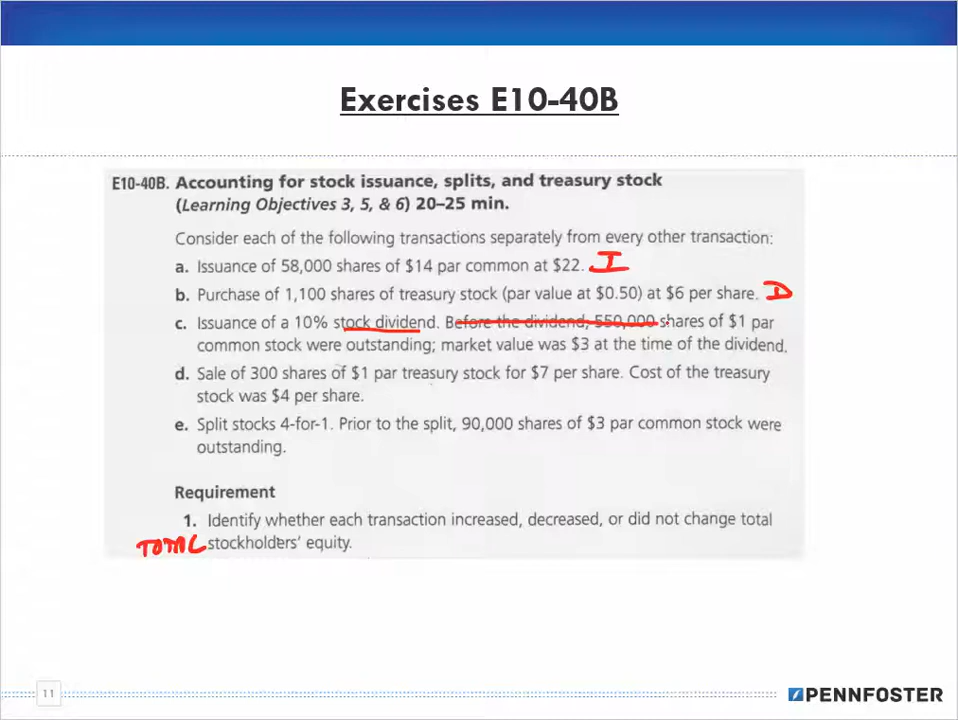 Exercises E10-40B
E10-40B. Accounting for stock issuance, splits, and treasury stock
(Learning Objectives 3, 5, & 6) 20–25 min.
Consider each of the following transactions separately from every other transaction:
a. Issuance of 58,000 shares of $14 par common at $22. I
b. Purchase of 1,100 shares of treasury stock (par value at $0.50) at $6 per share. D
c. Issuance of a 10% stock dividend. Before the dividend, 550,000 shares of $1 par
common stock were outstanding; market value was $3 at the time of the dividend.
d. Sale of 300 shares of $1 par treasury stock for $7 per share. Cost of the treasury
stock was $4 per share.
e. Split stocks 4-for-1. Prior to the split, 90,000 shares of $3 par common stock were
outstanding.
Requirement
1. Identify whether each transaction increased, decreased, or did not change total
TOTAL stockholders' equity.
11
PENNFOSTER